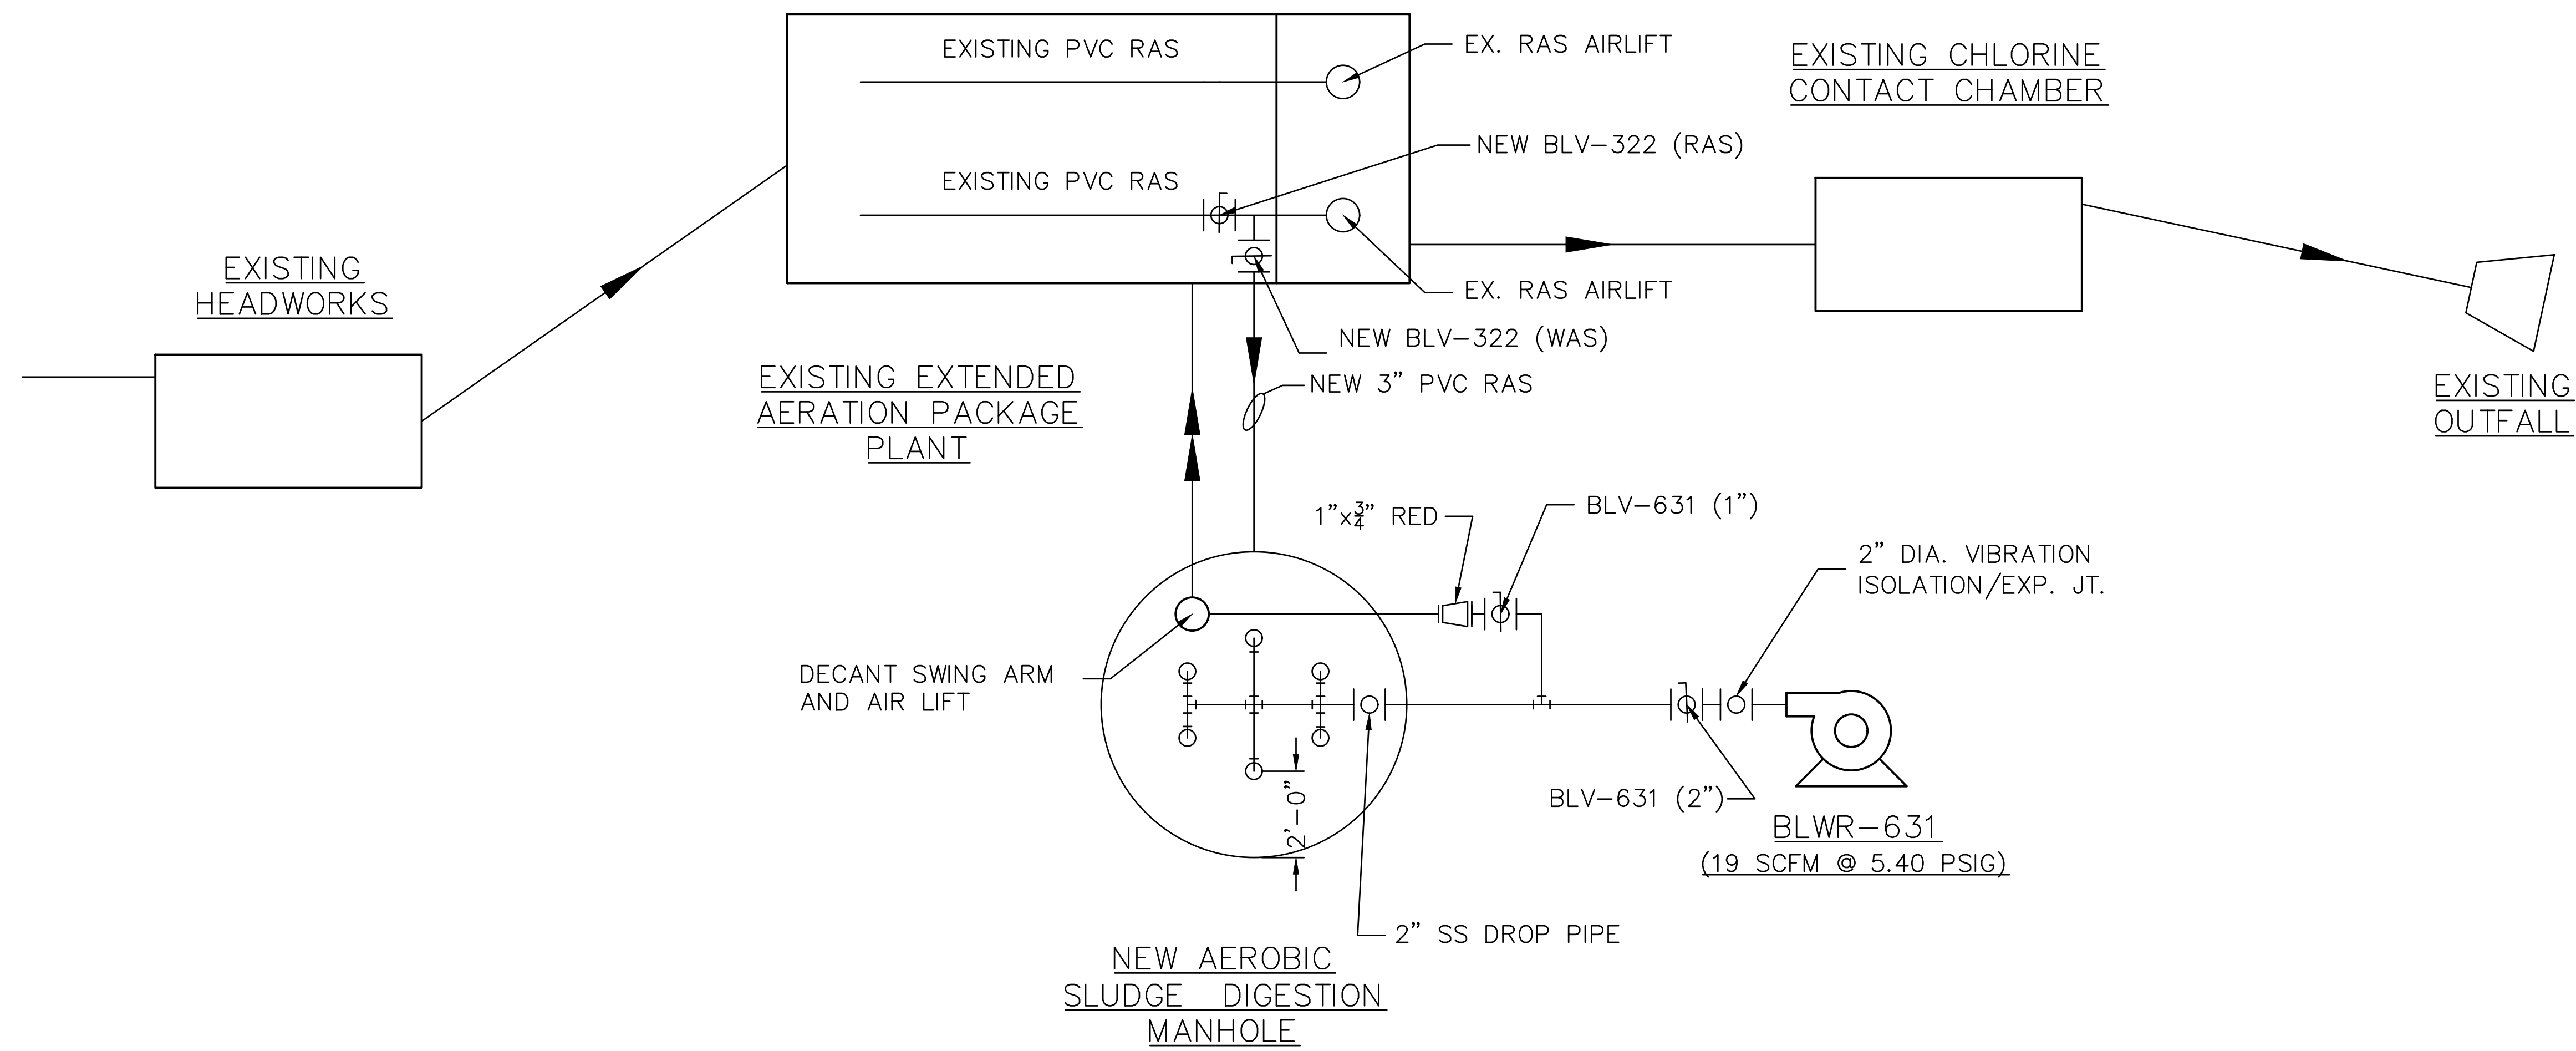 EXISTING PVC RAS
EX. RAS AIRLIFT
EXISTING CHLORINE
CONTACT CHAMBER
NEW BLV-322 (RAS)
EXISTING PVC RAS
EXISTING
HEADWORKS
EX. RAS AIRLIFT
NEW BLV-322 (WAS)
EXISTING EXTENDED
AERATION PACKAGE
PLANT
NEW 3" PVC RAS
EXISTING
OUTFALL
1"x¾" RED
BLV-631 (1")
2" DIA. VIBRATION
ISOLATION/EXP. JT.
DECANT SWING ARM
AND AIR LIFT
2'-0"
BLV-631 (2")
BLWR-631
(19 SCFM @ 5.40 PSIG)
2" SS DROP PIPE
NEW AEROBIC
SLUDGE DIGESTION
MANHOLE